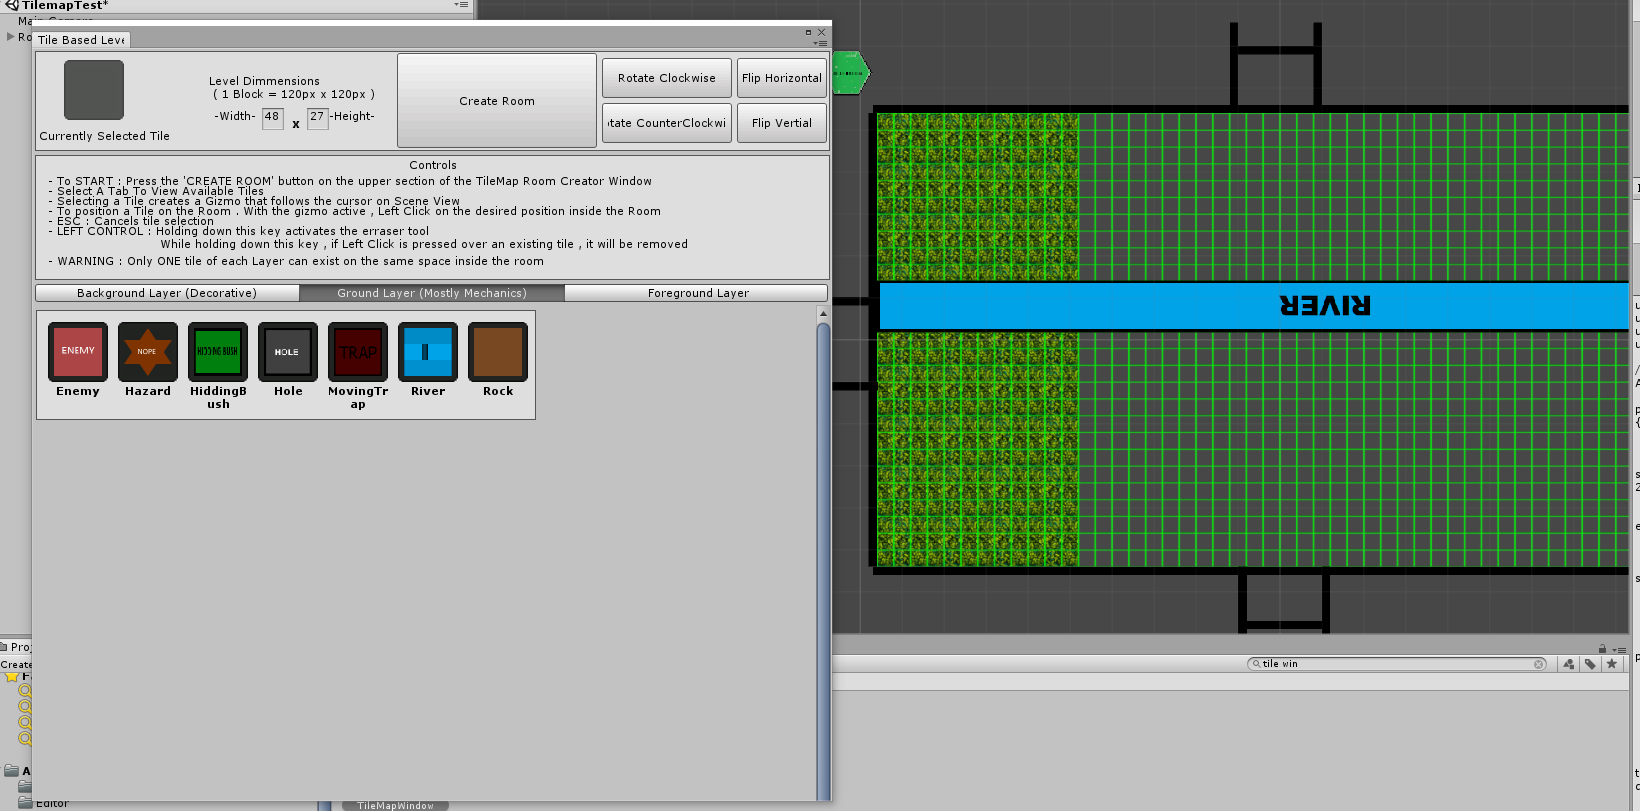 TilemapTest*
Main Camera
Ro
Tile Based Leve
Level Dimmensions
( 1 Block = 120px x 120px )
-Width- 48 x 27 -Height-
Currently Selected Tile
Create Room
Rotate Clockwise
Flip Horizontal
tate CounterClockwi
Flip Vertial
Controls
- To START : Press the 'CREATE ROOM' button on the upper section of the TileMap Room Creator Window
- Select A Tab To View Available Tiles
- Selecting a Tile creates a Gizmo that follows the cursor on Scene View
- To position a Tile on the Room . With the gizmo active , Left Click on the desired position inside the Room
- ESC : Cancels tile selection
- LEFT CONTROL : Holding down this key activates the erraser tool
While holding down this key , if Left Click is pressed over an existing tile , it will be removed
- WARNING : Only ONE tile of each Layer can exist on the same space inside the room
Background Layer (Decorative)
Ground Layer (Mostly Mechanics)
Foreground Layer
ENEMY
NOPE
HIDDING BUSH
HOLE
TRAP
Enemy
Hazard
HiddingB
ush
Hole
MovingTr
ap
River
Rock
RIVER
Proj
Create
Fa
A
Editor
TileMapWindow
tile win